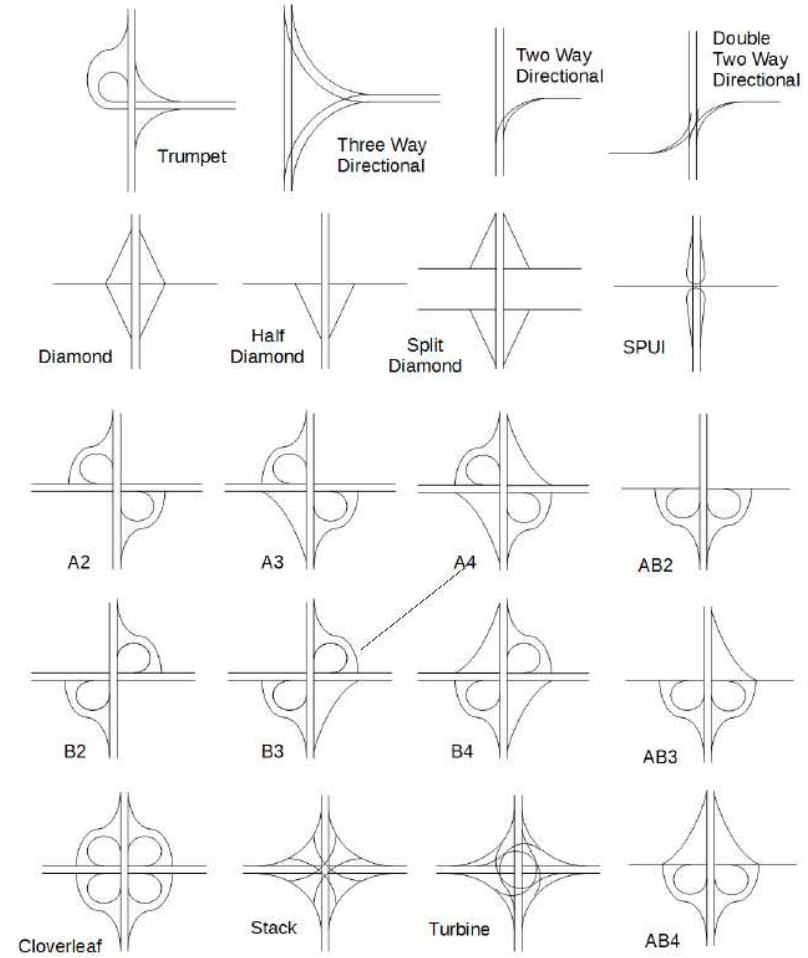 Trumpet
Three Way
Directional
Two Way
Directional
Double
Two Way
Directional
Diamond
Half
Diamond
Split
Diamond
SPUI
A2
A3
A4
AB2
B2
B3
B4
AB3
Cloverleaf
Stack
Turbine
AB4